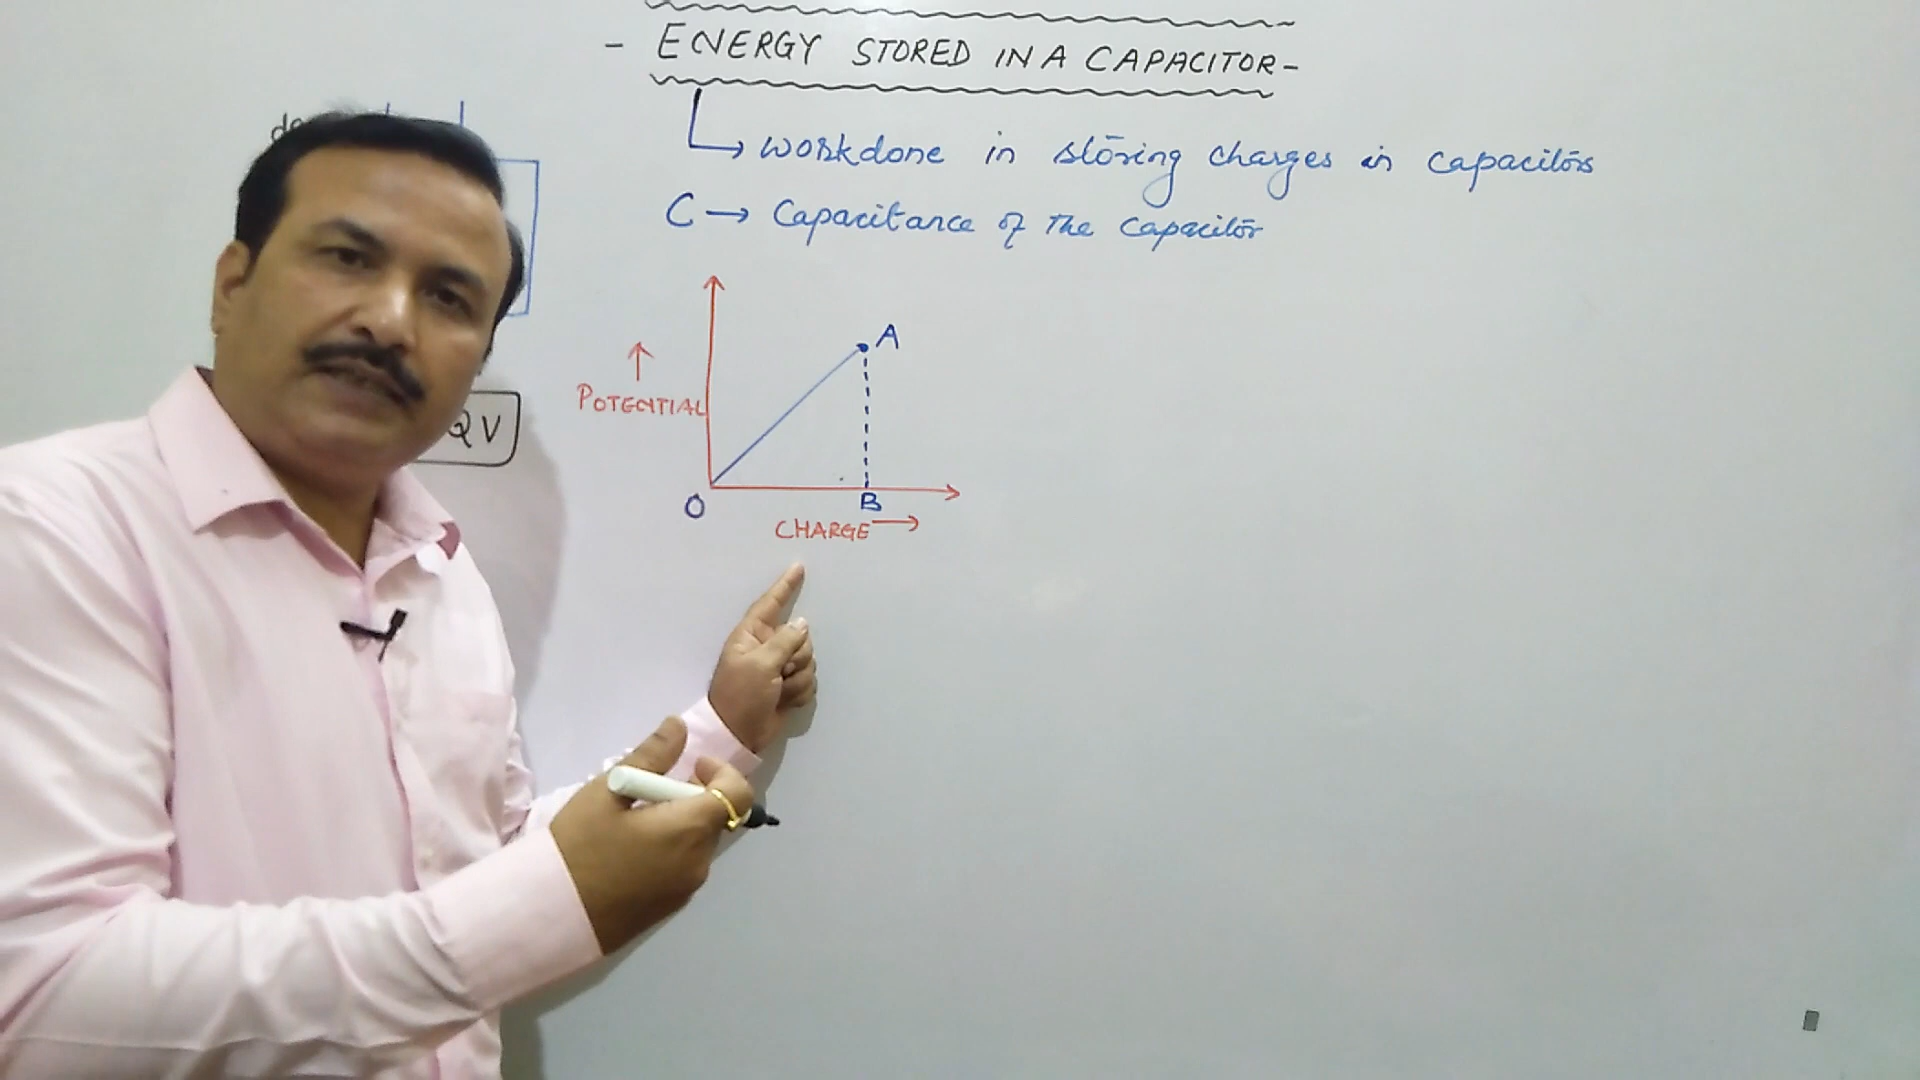 - ENERGY STORED IN A CAPACITOR -
→ workdone in storing charges in capacitors
C → Capacitance of the capacitor
A
↑
POTENTIAL
QV
O
B
CHARGE →